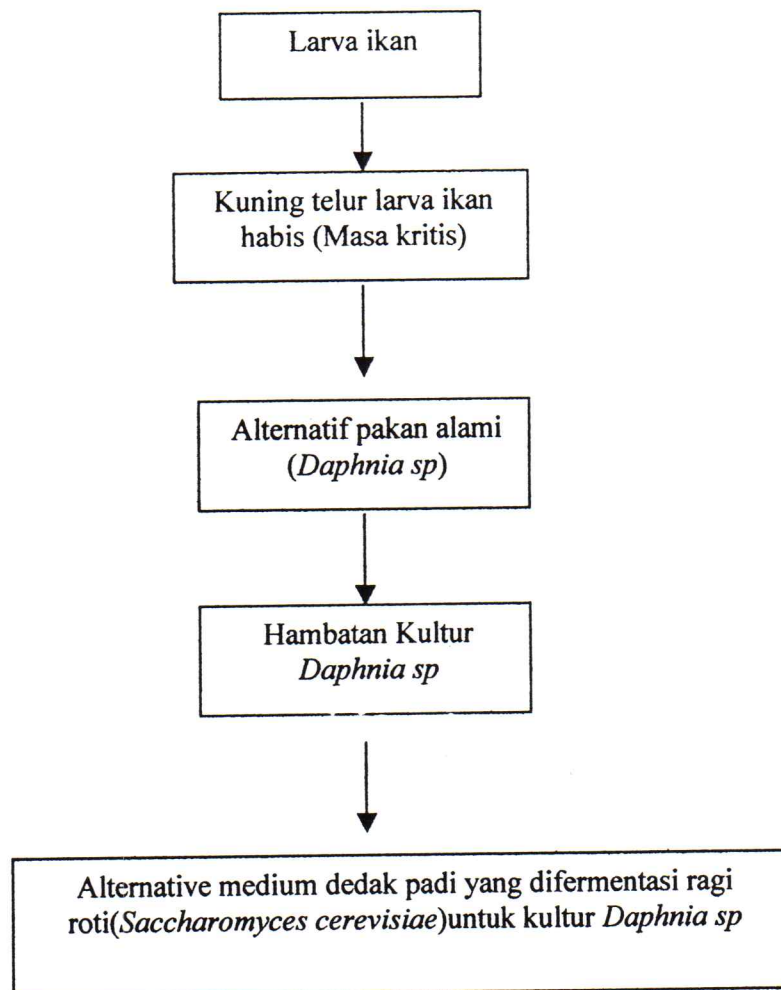 Larva ikan
Kuning telur larva ikan
habis (Masa kritis)
Alternatif pakan alami
(Daphnia sp)
Hambatan Kultur
Daphnia sp
Alternative medium dedak padi yang difermentasi ragi
roti(Saccharomyces cerevisiae)untuk kultur Daphnia sp